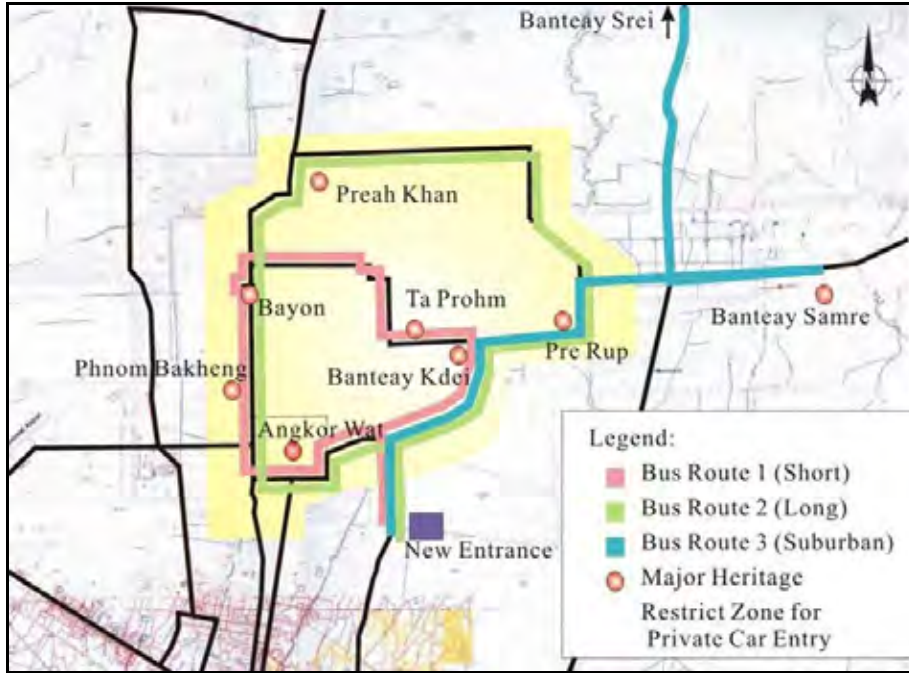 Banteay Srei
Preah Khan
Bayon
Ta Prohm
Banteay Samre
Pre Rup
Phnom Bakheng
Banteay Kdei
Angkor Wat
New Entrance
Legend:
Bus Route 1 (Short)
Bus Route 2 (Long)
Bus Route 3 (Suburban)
Major Heritage
Restrict Zone for
Private Car Entry